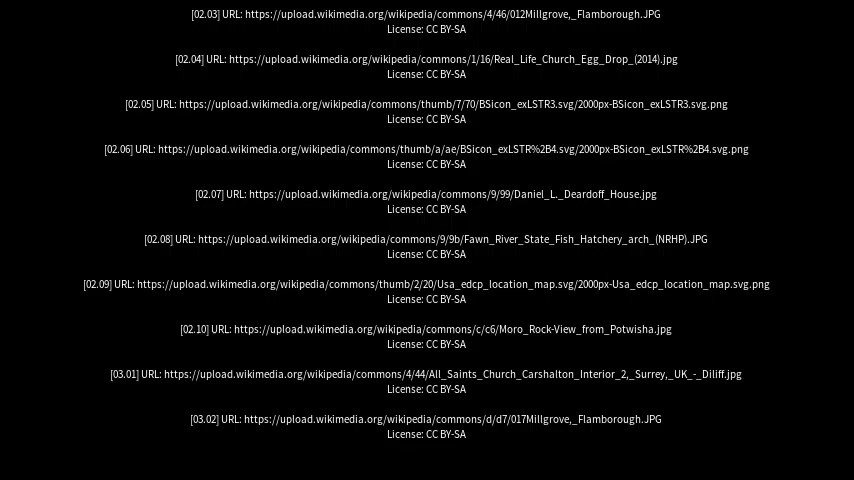 [02.03] URL: https://upload.wikimedia.org/wikipedia/commons/4/46/012Millgrove,_Flamborough.JPG
License: CC BY-SA
[02.04] URL: https://upload.wikimedia.org/wikipedia/commons/1/16/Real_Life_Church_Egg_Drop_(2014).jpg
License: CC BY-SA
[02.05] URL: https://upload.wikimedia.org/wikipedia/commons/thumb/7/70/BSicon_exLSTR3.svg/2000px-BSicon_exLSTR3.svg.png
License: CC BY-SA
[02.06] URL: https://upload.wikimedia.org/wikipedia/commons/thumb/a/ae/BSicon_exLSTR%2B4.svg/2000px-BSicon_exLSTR%2B4.svg.png
License: CC BY-SA
[02.07] URL: https://upload.wikimedia.org/wikipedia/commons/9/99/Daniel_L._Deardoff_House.jpg
License: CC BY-SA
[02.08] URL: https://upload.wikimedia.org/wikipedia/commons/9/9b/Fawn_River_State_Fish_Hatchery_arch_(NRHP).JPG
License: CC BY-SA
[02.09] URL: https://upload.wikimedia.org/wikipedia/commons/thumb/2/20/Usa_edcp_location_map.svg/2000px-Usa_edcp_location_map.svg.png
License: CC BY-SA
[02.10] URL: https://upload.wikimedia.org/wikipedia/commons/c/c6/Moro_Rock-View_from_Potwisha.jpg
License: CC BY-SA
[03.01] URL: https://upload.wikimedia.org/wikipedia/commons/4/44/All_Saints_Church_Carshalton_Interior_2,_Surrey,_UK_-_Diliff.jpg
License: CC BY-SA
[03.02] URL: https://upload.wikimedia.org/wikipedia/commons/d/d7/017Millgrove,_Flamborough.JPG
License: CC BY-SA